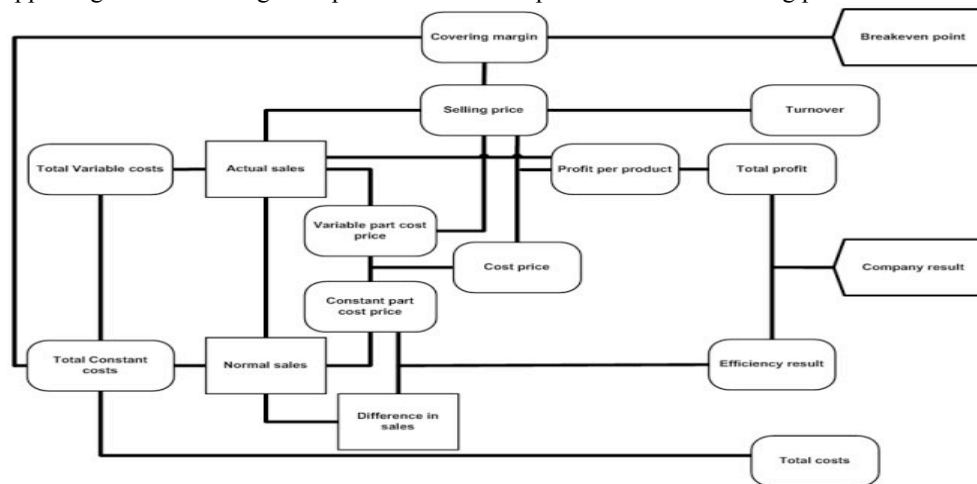 Covering margin
Breakeven point
Selling price
Turnover
Total Variable costs
Actual sales
Profit per product
Total profit
Variable part cost
price
Cost price
Company result
Constant part
cost price
Total Constant
costs
Normal sales
Efficiency result
Difference in
sales
Total costs